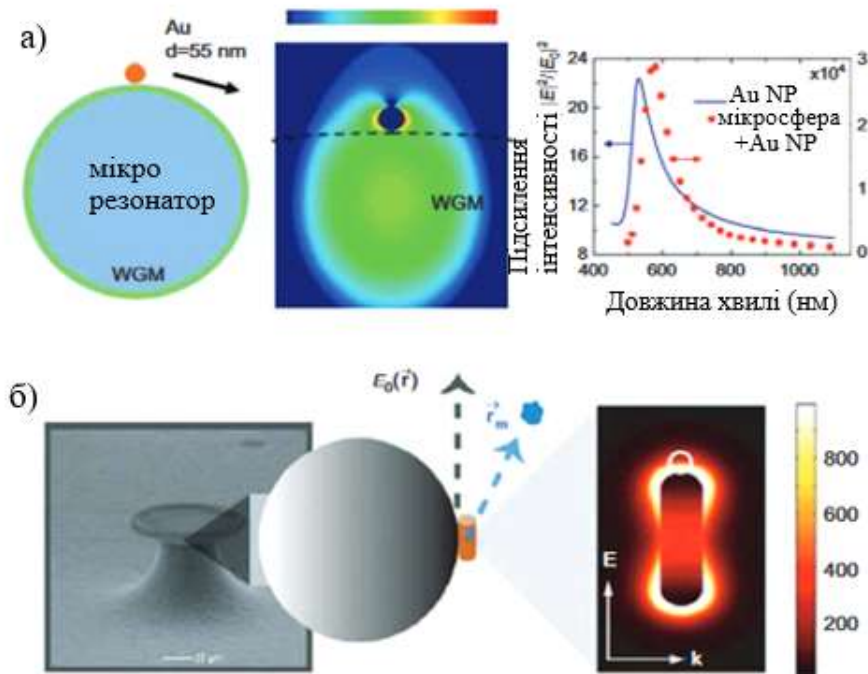 а)
Au
d=55 nm
мікро
резонатор
WGM
WGM
Підсилення
інтенсивності |E|²/|E₀|²
24
20
16
12
8
×10⁴
3
2
1
0
Au NP
мікросфера
+Au NP
400 600 800 1000
Довжина хвилі (нм)
б)
E₀(r⃗)
r⃗ₘ
E
k
800
600
400
200